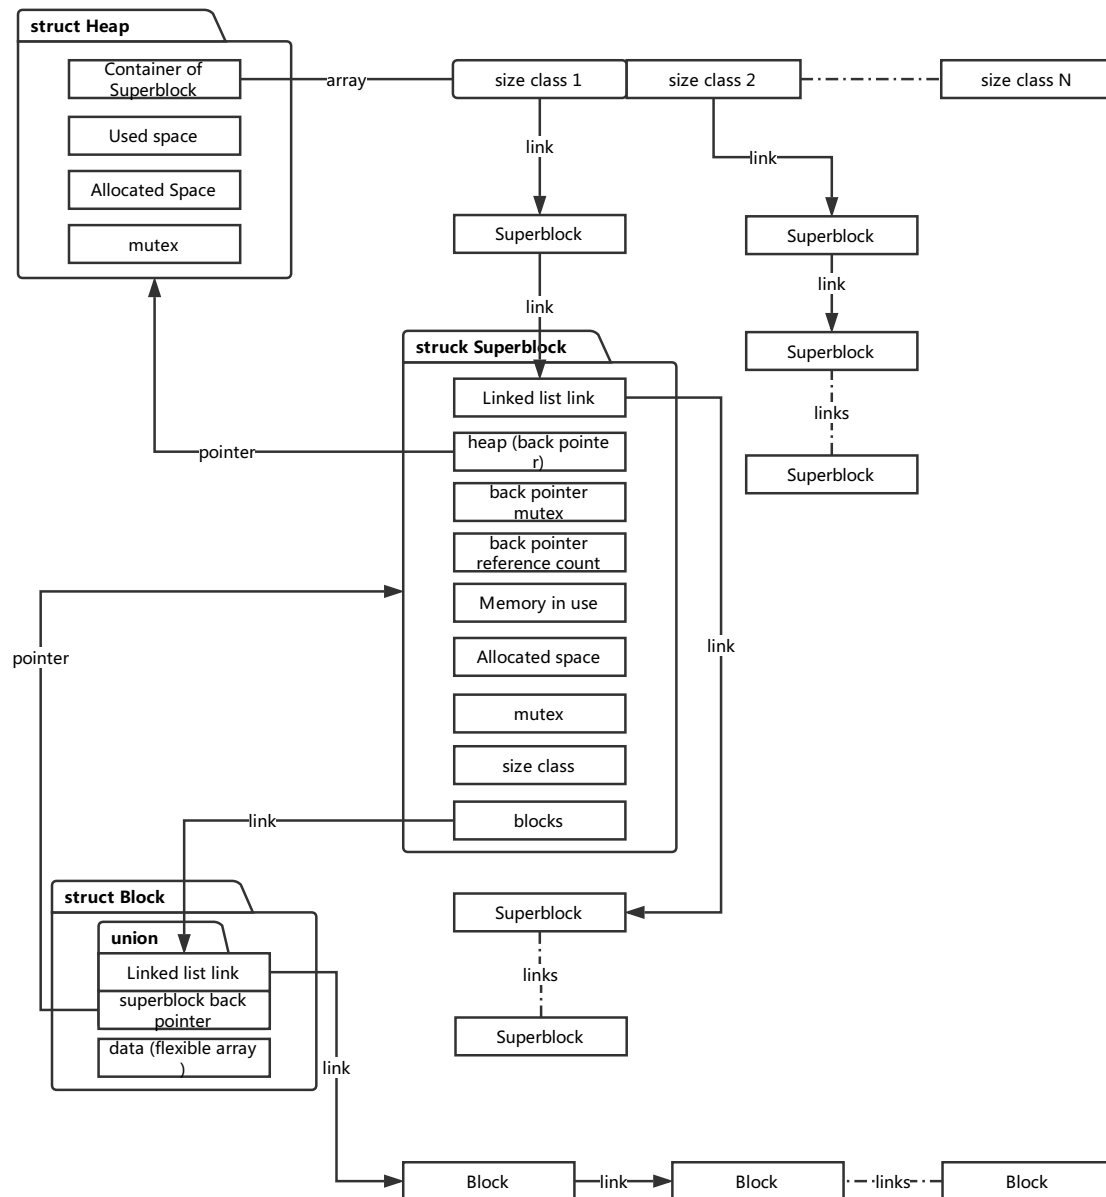 struct Heap
Container of
Superblock
Used space
Allocated Space
mutex
array
size class 1
size class 2
size class N
link
link
Superblock
Superblock
link
link
Superblock
links
Superblock
struck Superblock
Linked list link
heap (back pointe
r)
back pointer
mutex
back pointer
reference count
Memory in use
Allocated space
mutex
size class
blocks
pointer
pointer
link
link
struct Block
union
Linked list link
superblock back
pointer
data (flexible array
)
link
Superblock
links
Superblock
Block
link
Block
links
Block